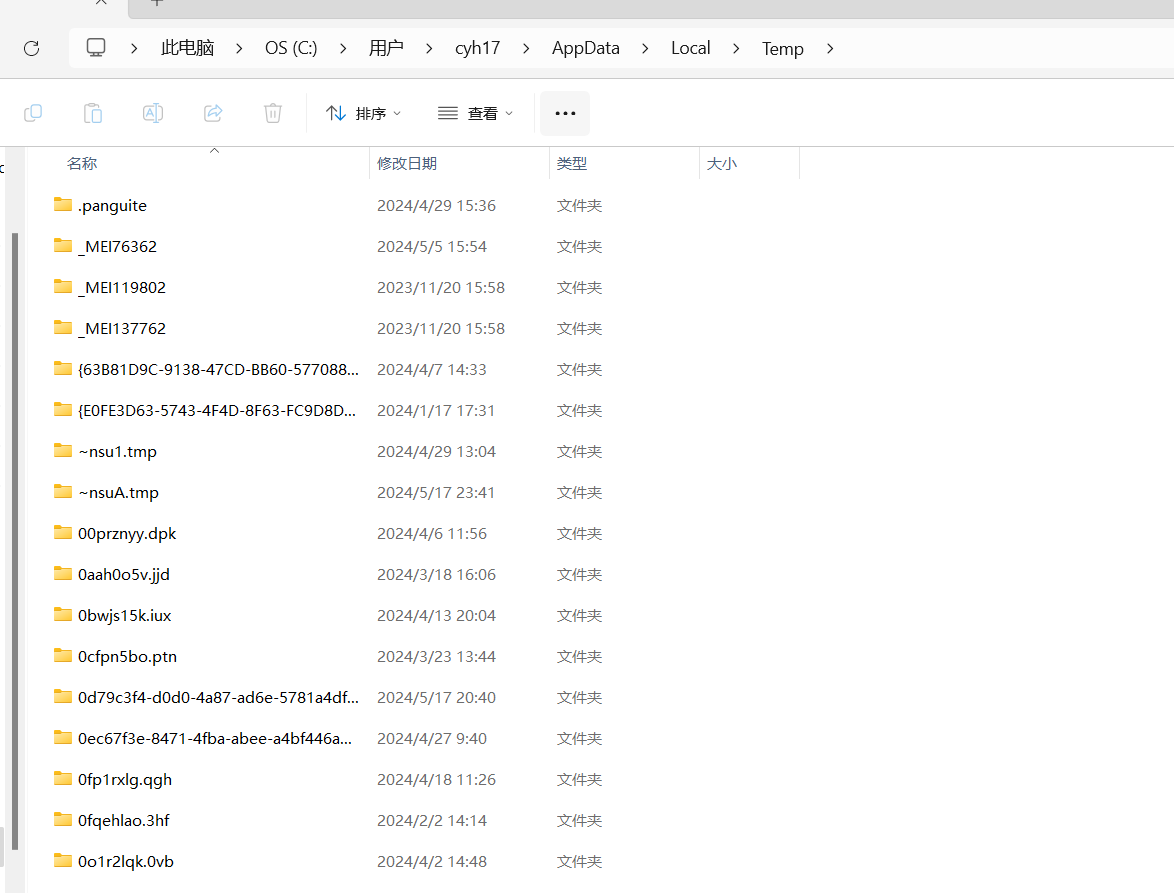 此电脑 OS (C:) 用户 cyh17 AppData Local Temp
排序 查看
名称 修改日期 类型 大小
.panguite 2024/4/29 15:36 文件夹
_MEI76362 2024/5/5 15:54 文件夹
_MEI119802 2023/11/20 15:58 文件夹
_MEI137762 2023/11/20 15:58 文件夹
{63B81D9C-9138-47CD-BB60-577088... 2024/4/7 14:33 文件夹
{E0FE3D63-5743-4F4D-8F63-FC9D8D... 2024/1/17 17:31 文件夹
~nsu1.tmp 2024/4/29 13:04 文件夹
~nsuA.tmp 2024/5/17 23:41 文件夹
00prznyy.dpk 2024/4/6 11:56 文件夹
0aah0o5v.jjd 2024/3/18 16:06 文件夹
0bwjs15k.iux 2024/4/13 20:04 文件夹
0cfpn5bo.ptn 2024/3/23 13:44 文件夹
0d79c3f4-d0d0-4a87-ad6e-5781a4df... 2024/5/17 20:40 文件夹
0ec67f3e-8471-4fba-abee-a4bf446a... 2024/4/27 9:40 文件夹
0fp1rxlg.qgh 2024/4/18 11:26 文件夹
0fqehlao.3hf 2024/2/2 14:14 文件夹
0o1r2lqk.0vb 2024/4/2 14:48 文件夹